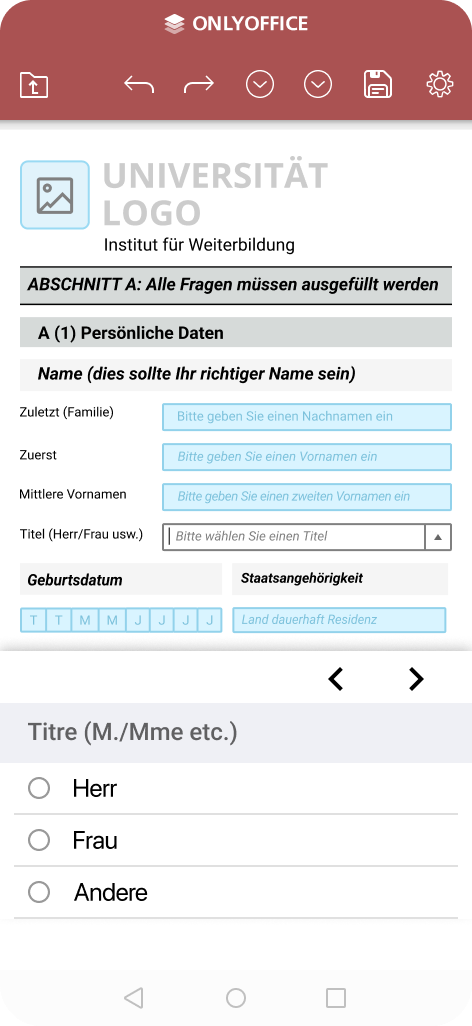 ONLYOFFICE
UNIVERSITÄT
LOGO
Institut für Weiterbildung
ABSCHNITT A: Alle Fragen müssen ausgefüllt werden
A (1) Persönliche Daten
Name (dies sollte Ihr richtiger Name sein)
Zuletzt (Familie) Bitte geben Sie einen Nachnamen ein
Zuerst Bitte geben Sie einen Vornamen ein
Mittlere Vornamen Bitte geben Sie einen zweiten Vornamen ein
Titel (Herr/Frau usw.) Bitte wählen Sie einen Titel
Geburtsdatum Staatsangehörigkeit
T T M M J J J J Land dauerhaft Residenz
Titre (M./Mme etc.)
Herr
Frau
Andere